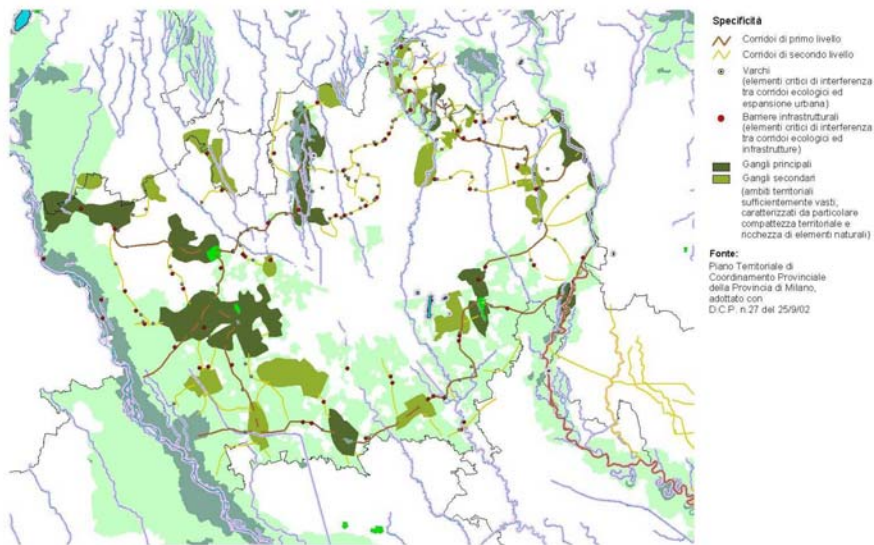 Specificità
Corridoi di primo livello
Corridoi di secondo livello
Varchi
(elementi critici di interferenza
tra corridoi ecologici ed
espansione urbana)
Barriere infrastrutturali
(elementi critici di interferenza
tra corridoi ecologici ed
infrastrutture)
Gangli principali
Gangli secondari
(ambiti territoriali
sufficientemente vasti,
caratterizzati da particolare
compattezza territoriale e
ricchezza di elementi naturali)
Fonte:
Piano Territoriale di
Coordinamento Provinciale
della Provincia di Milano,
adottato con
D.C.P. n.27 del 25/9/02